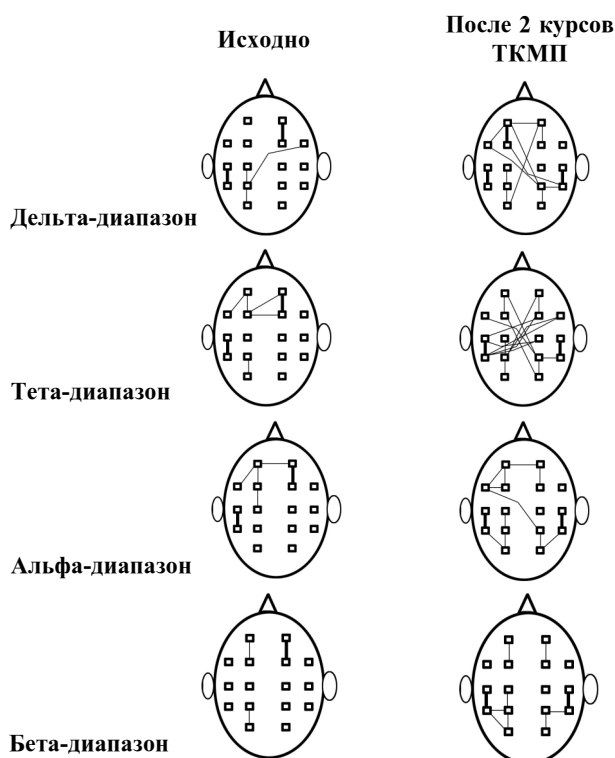 Исходно
После 2 курсов
ТКМП
Дельта-диапазон
Тета-диапазон
Альфа-диапазон
Бета-диапазон